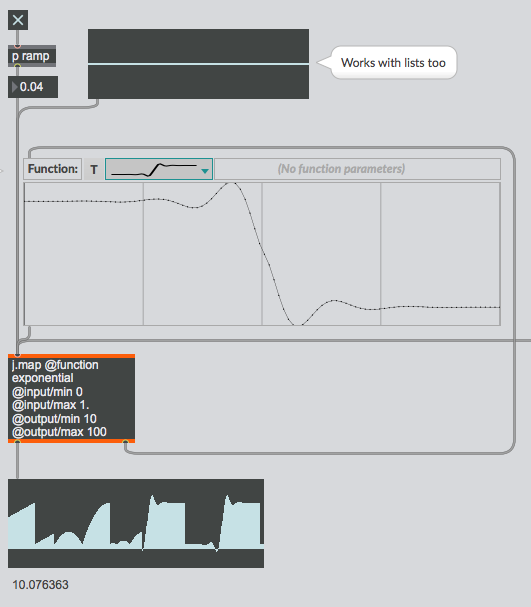 p ramp
0.04
Works with lists too
Function:
T
(No function parameters)
j.map @function
exponential
@input/min 0
@input/max 1.
@output/min 10
@output/max 100
10.076363